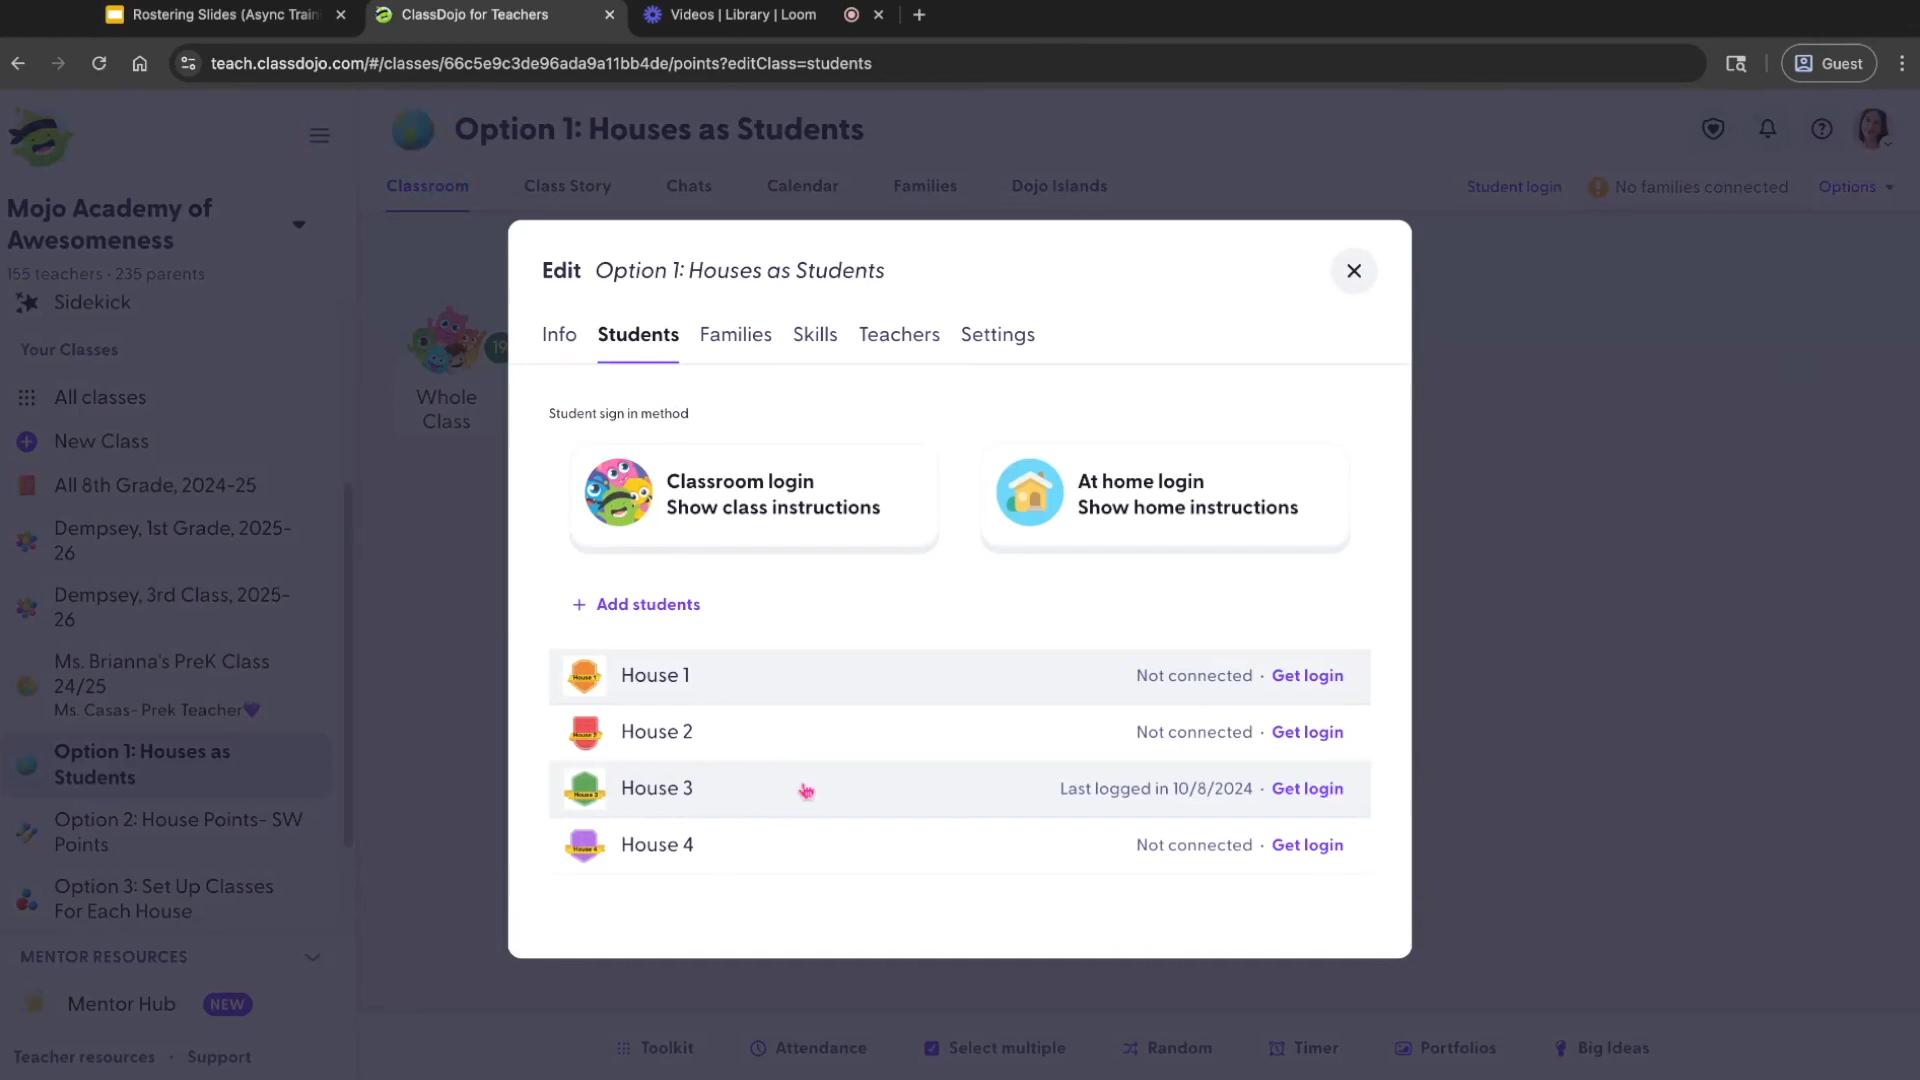 Rostering Slides (Async Train
ClassDojo for Teachers
Videos | Library | Loom
teach.classdojo.com/#/classes/66c5e9c3de96ada9a11bb4de/points?editClass=students
Guest
Mojo Academy of
Awesomeness
155 teachers · 235 parents
Sidekick
Your Classes
All classes
New Class
All 8th Grade, 2024-25
Dempsey, 1st Grade, 2025-
26
Dempsey, 3rd Class, 2025-
26
Ms. Brianna's PreK Class
24/25
Ms. Casas- Prek Teacher💜
Option 1: Houses as
Students
Option 2: House Points- SW
Points
Option 3: Set Up Classes
For Each House
MENTOR RESOURCES
Mentor Hub NEW
Teacher resources · Support
Option 1: Houses as Students
Classroom Class Story Chats Calendar Families Dojo Islands
Student login No families connected Options
19
Whole
Class
Edit Option 1: Houses as Students
Info Students Families Skills Teachers Settings
Student sign in method
Classroom login
Show class instructions
At home login
Show home instructions
+ Add students
House 1 House 1 Not connected · Get login
House 2 House 2 Not connected · Get login
House 3 House 3 Last logged in 10/8/2024 · Get login
House 4 House 4 Not connected · Get login
Toolkit Attendance Select multiple Random Timer Portfolios Big Ideas